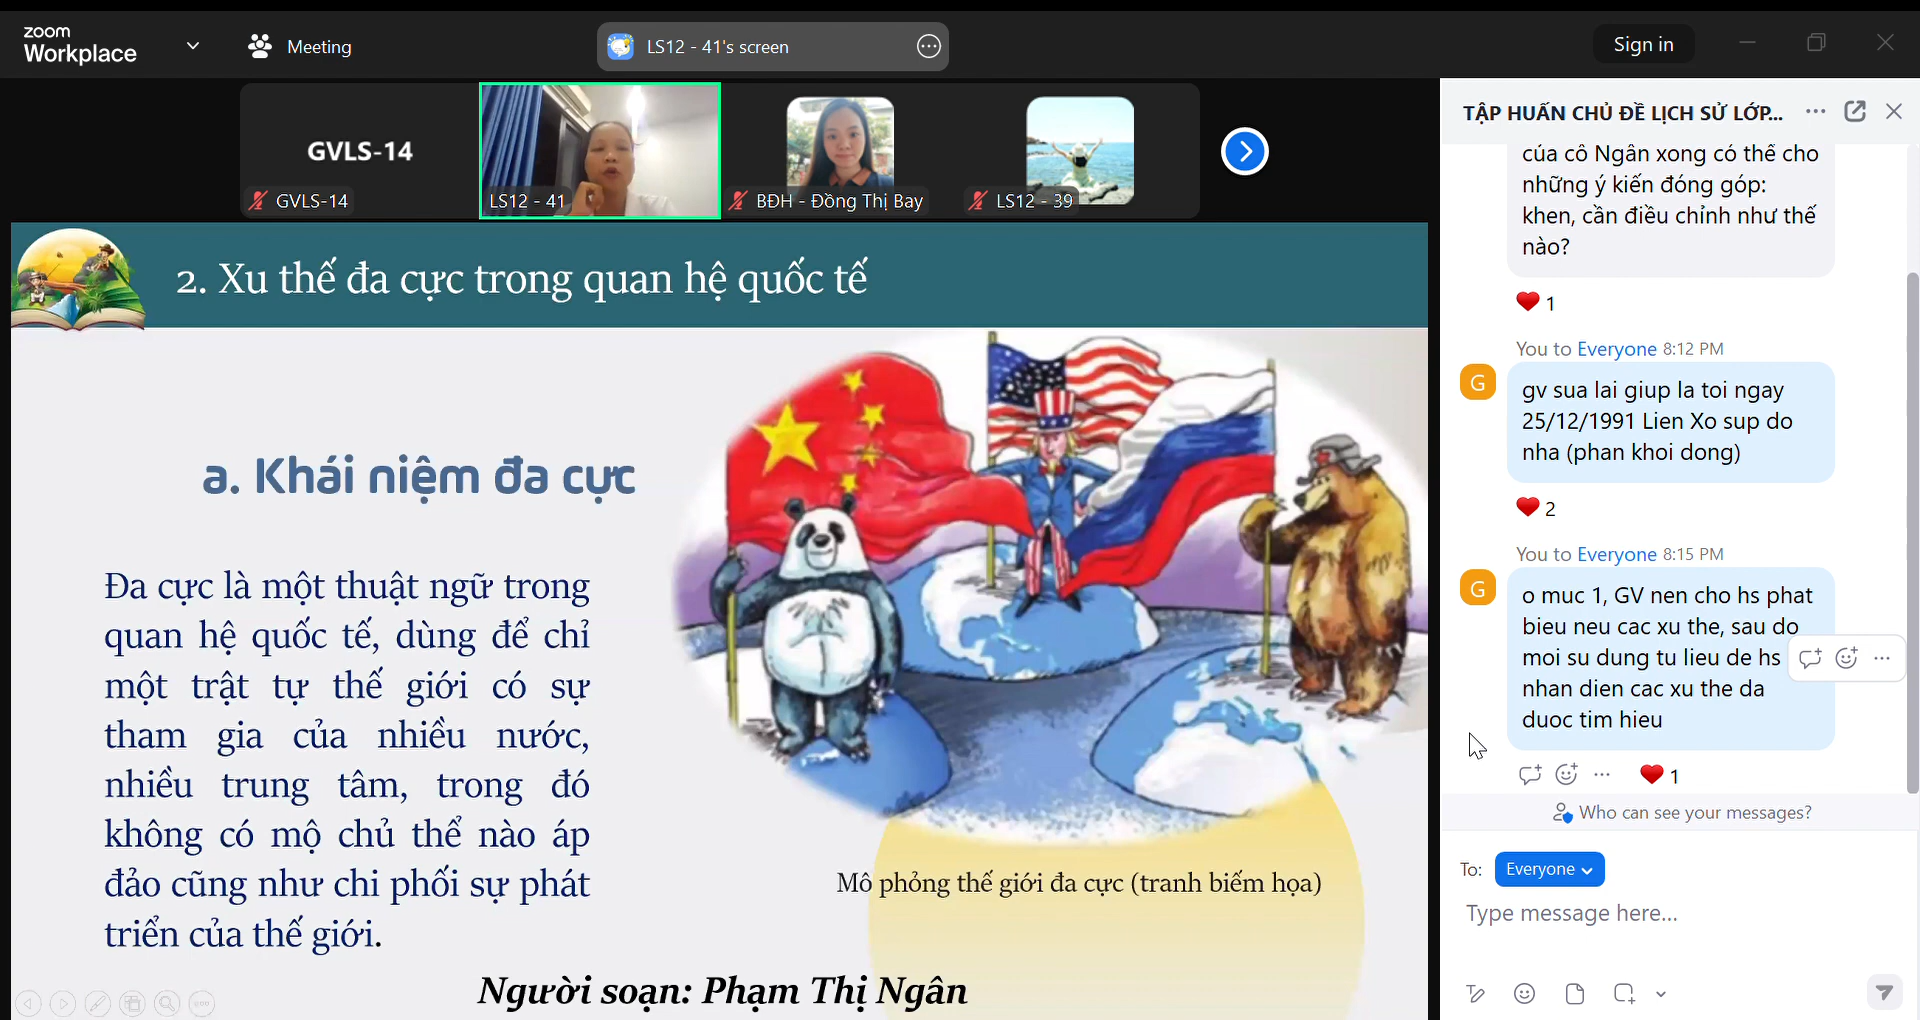 zoom
Workplace
Meeting
LS12 - 41's screen
Sign in
GVLS-14
GVLS-14
LS12 - 41
BĐH - Đồng Thị Bay
LS12 - 39
2. Xu thế đa cực trong quan hệ quốc tế
a. Khái niệm đa cực
Đa cực là một thuật ngữ trong
quan hệ quốc tế, dùng để chỉ
một trật tự thế giới có sự
tham gia của nhiều nước,
nhiều trung tâm, trong đó
không có mộ chủ thể nào áp
đảo cũng như chi phối sự phát
triển của thế giới.
Mô phỏng thế giới đa cực (tranh biếm họa)
Người soạn: Phạm Thị Ngân
TẬP HUẤN CHỦ ĐỀ LỊCH SỬ LỚP...
của cô Ngân xong có thể cho
những ý kiến đóng góp:
khen, cần điều chỉnh như thế
nào?
1
You to Everyone 8:12 PM
G
gv sua lai giup la toi ngay
25/12/1991 Lien Xo sup do
nha (phan khoi dong)
2
You to Everyone 8:15 PM
G
o muc 1, GV nen cho hs phat
bieu neu cac xu the, sau do
moi su dung tu lieu de hs
nhan dien cac xu the da
duoc tim hieu
1
Who can see your messages?
To: Everyone
Type message here...